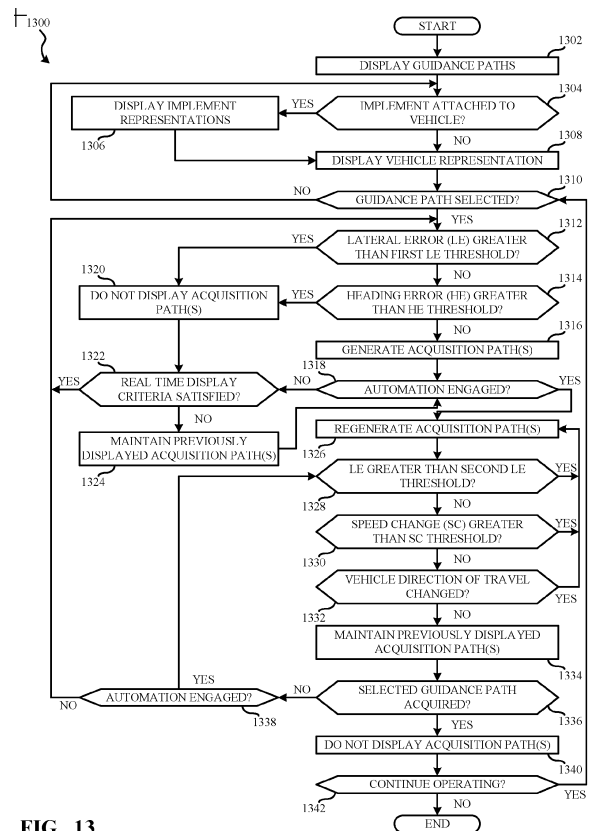 1300
START
1302
DISPLAY GUIDANCE PATHS
1304
DISPLAY IMPLEMENT
REPRESENTATIONS
YES
IMPLEMENT ATTACHED TO
VEHICLE?
1306
NO
1308
DISPLAY VEHICLE REPRESENTATION
1310
NO
GUIDANCE PATH SELECTED?
YES
1312
YES
LATERAL ERROR (LE) GREATER
THAN FIRST LE THRESHOLD?
1320
NO
1314
DO NOT DISPLAY ACQUISITION
PATH(S)
YES
HEADING ERROR (HE) GREATER
THAN HE THRESHOLD?
NO
1316
GENERATE ACQUISITION PATH(S)
1322
1318
YES
REAL TIME DISPLAY
CRITERIA SATISFIED?
NO
AUTOMATION ENGAGED?
YES
NO
MAINTAIN PREVIOUSLY
DISPLAYED ACQUISITION PATH(S)
1324
REGENERATE ACQUISITION PATH(S)
1326
LE GREATER THAN SECOND LE
THRESHOLD?
YES
1328
NO
SPEED CHANGE (SC) GREATER
THAN SC THRESHOLD?
YES
1330
NO
VEHICLE DIRECTION OF TRAVEL
CHANGED?
YES
1332
NO
MAINTAIN PREVIOUSLY DISPLAYED
ACQUISITION PATH(S)
1334
YES
NO
AUTOMATION ENGAGED?
NO
SELECTED GUIDANCE PATH
ACQUIRED?
1338
1336
YES
DO NOT DISPLAY ACQUISITION PATH(S)
1340
CONTINUE OPERATING?
YES
1342
NO
END
FIG. 13